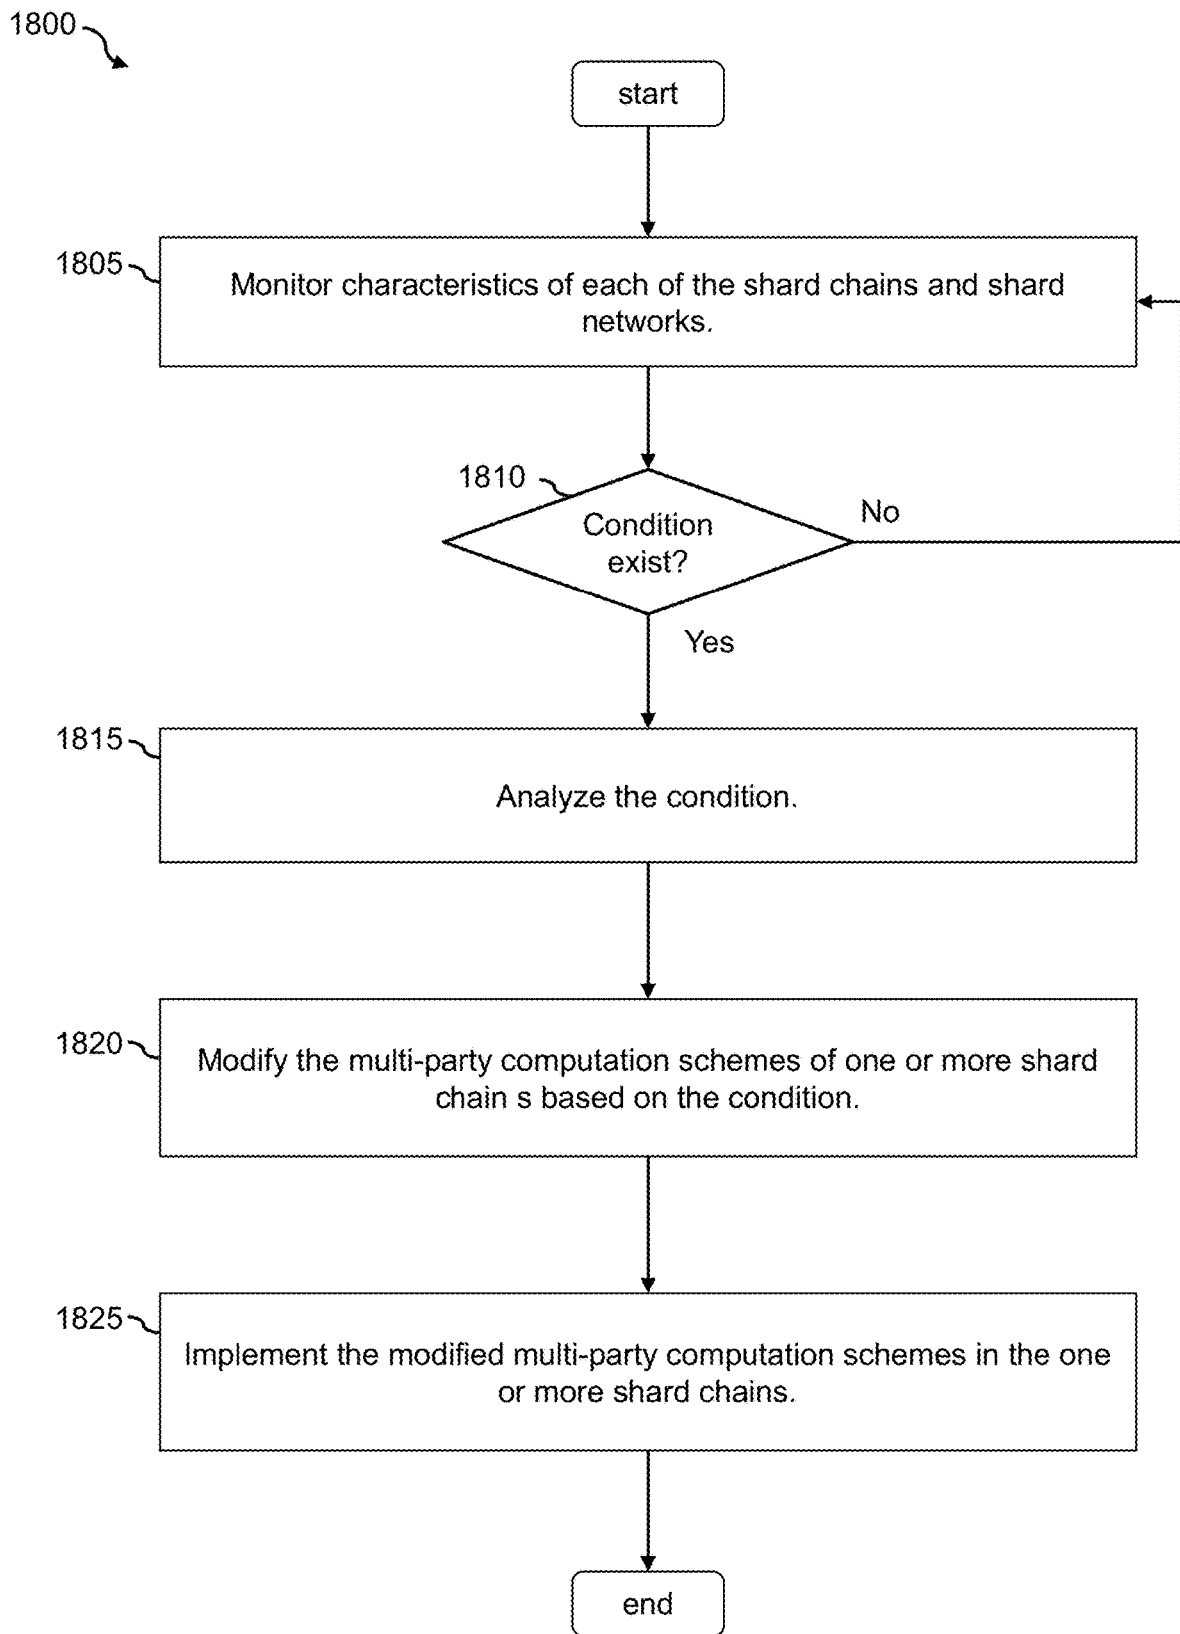 1800
start
1805
Monitor characteristics of each of the shard chains and shard
networks.
1810
Condition
exist?
No
Yes
1815
Analyze the condition.
1820
Modify the multi-party computation schemes of one or more shard
chain s based on the condition.
1825
Implement the modified multi-party computation schemes in the one
or more shard chains.
end